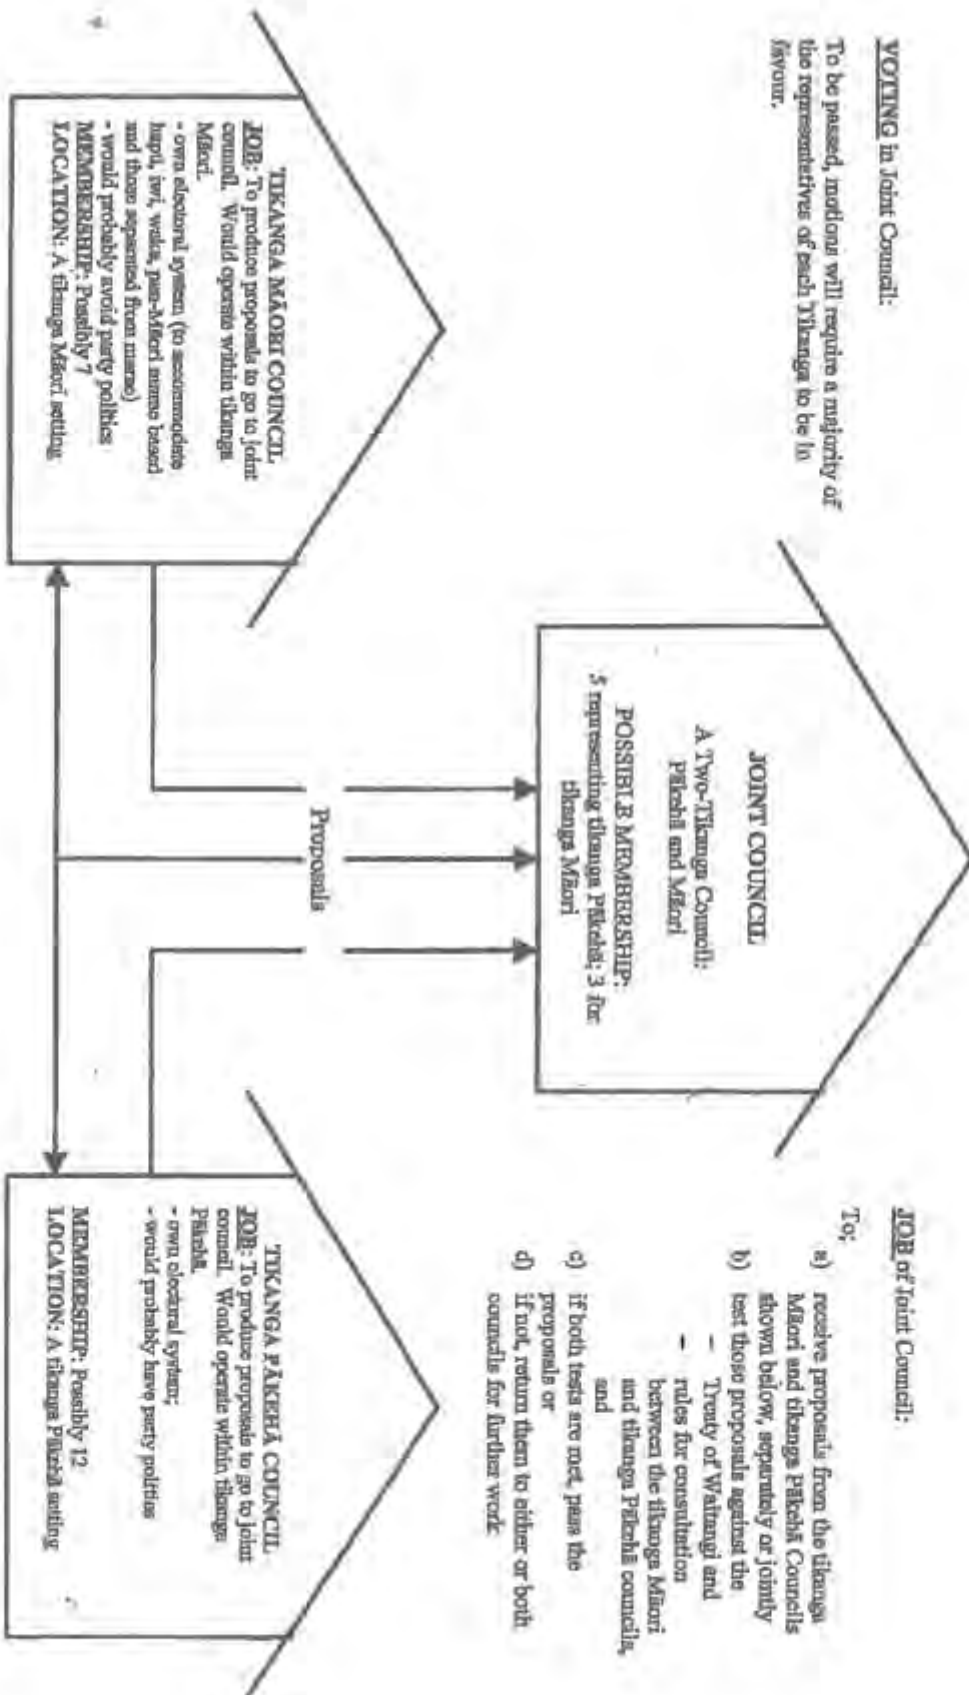 VOTING in Joint Council:
To be passed, motions will require a majority of
the representatives of each Tikanga to be in
favour.
JOINT COUNCIL
A Two-Tikanga Council:
Pākehā and Māori
POSSIBLE MEMBERSHIP:
5 representing tikanga Pākehā; 3 for
tikanga Māori
JOB of Joint Council:
To;
a) receive proposals from the tikanga
Māori and tikanga Pākehā Councils
shown below, separately or jointly
b) test those proposals against the
– Treaty of Waitangi and
– rules for consultation
between the tikanga Māori
and tikanga Pākehā councils,
and
c) if both tests are met, pass the
proposals or
d) if not, return them to either or both
councils for further work
Proposals
TIKANGA MĀORI COUNCIL
JOB: To produce proposals to go to joint
council. Would operate within tikanga
Māori.
- own electoral system (to accommodate
hapū, iwi, waka, pan-Māori marae based
and those separated from marae)
- would probably avoid party politics
MEMBERSHIP: Possibly 7
LOCATION: A tikanga Māori setting
TIKANGA PĀKEHĀ COUNCIL
JOB: To produce proposals to go to joint
council. Would operate within tikanga
Pākehā.
- own electoral system;
- would probably have party politics
MEMBERSHIP: Possibly 12
LOCATION: A tikanga Pākehā setting